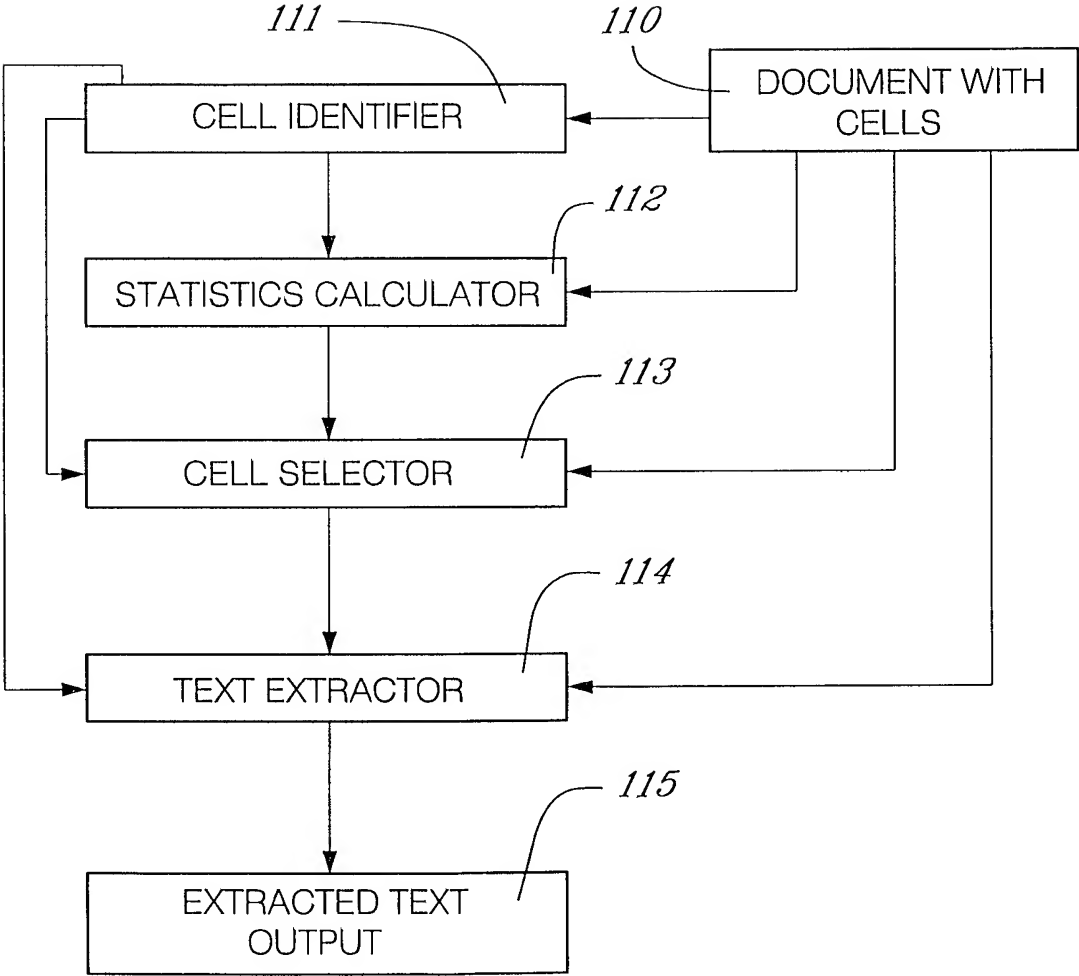 111
110
CELL IDENTIFIER
DOCUMENT WITH
CELLS
112
STATISTICS CALCULATOR
113
CELL SELECTOR
114
TEXT EXTRACTOR
115
EXTRACTED TEXT
OUTPUT